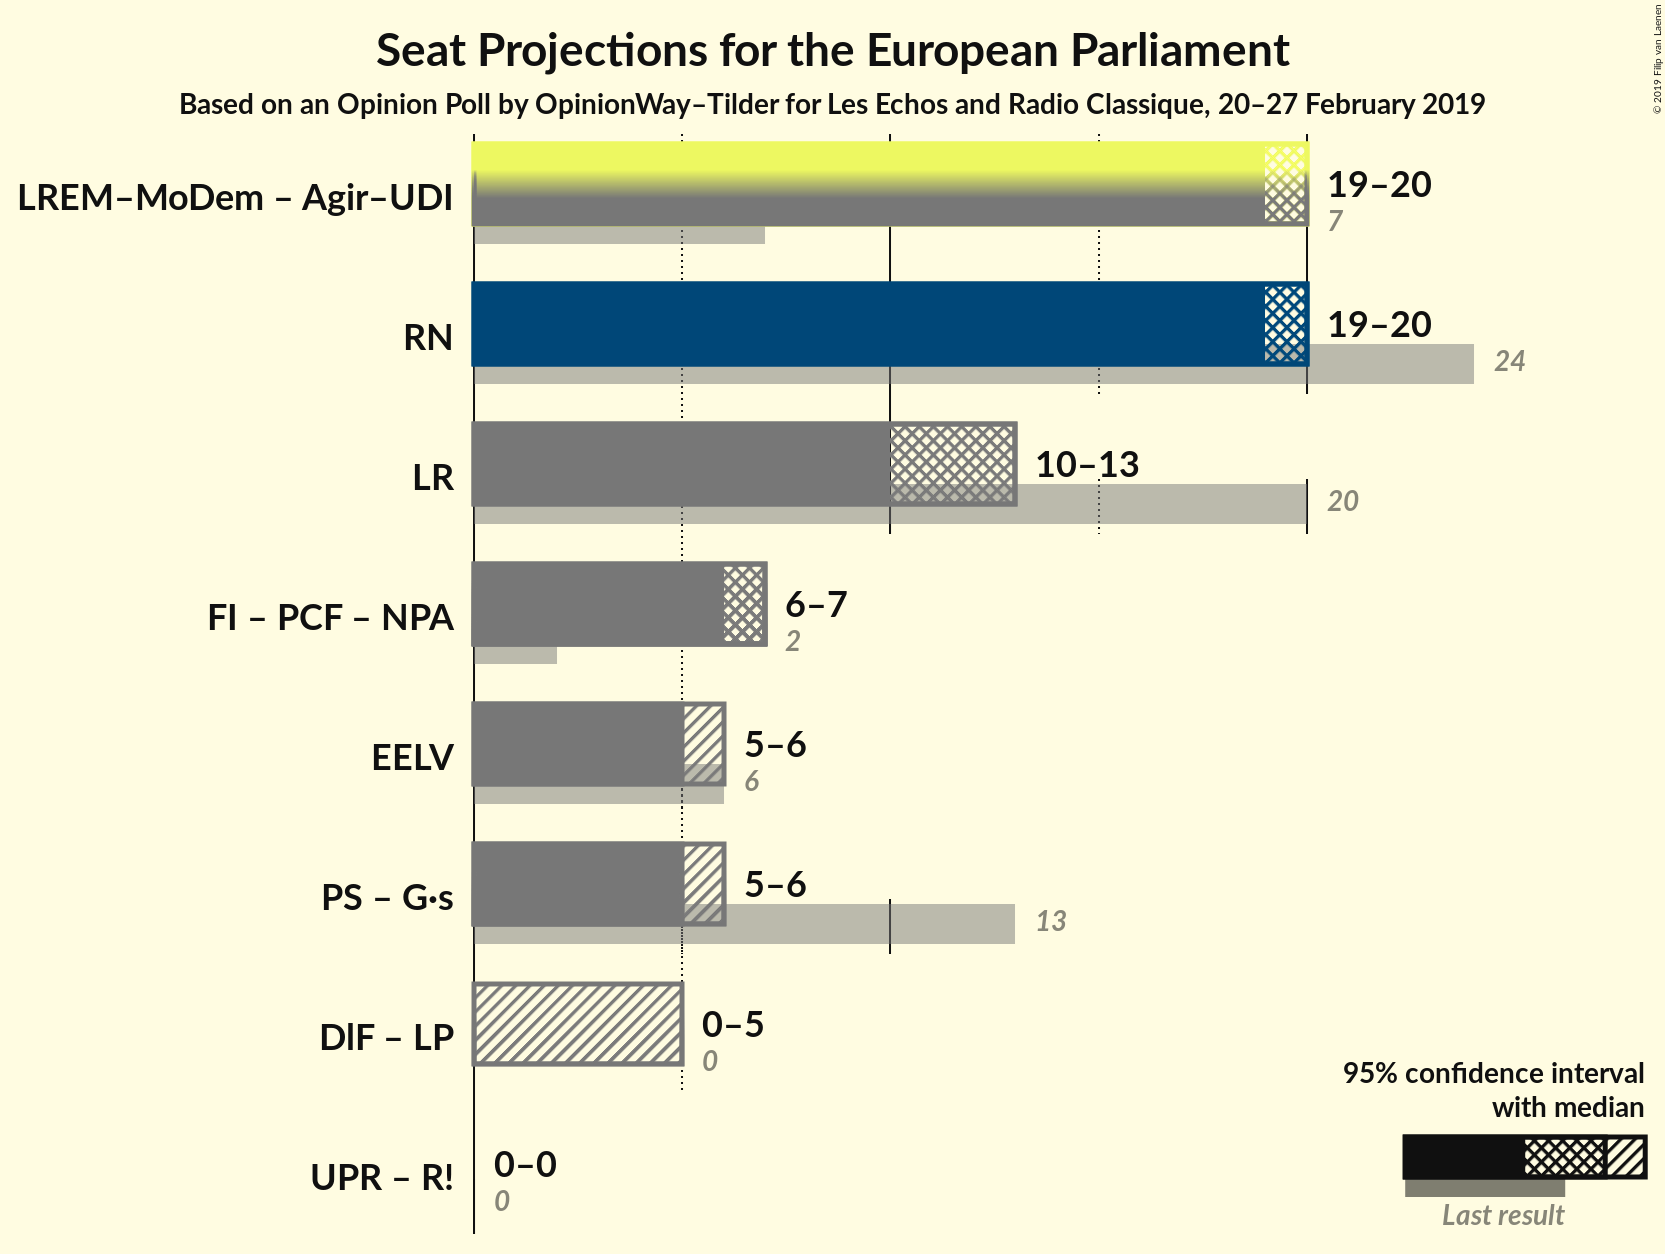 Seat Projections for the European Parliament
Based on an Opinion Poll by OpinionWay–Tilder for Les Echos and Radio Classique, 20–27 February 2019
© 2019 Filip van Laenen
LREM–MoDem – Agir–UDI
19–20
7
RN
19–20
24
LR
10–13
20
FI – PCF – NPA
6–7
2
EELV
5–6
6
PS – G·s
5–6
13
DlF – LP
0–5
0
UPR – R!
0–0
0
95% confidence interval
with median
Last result